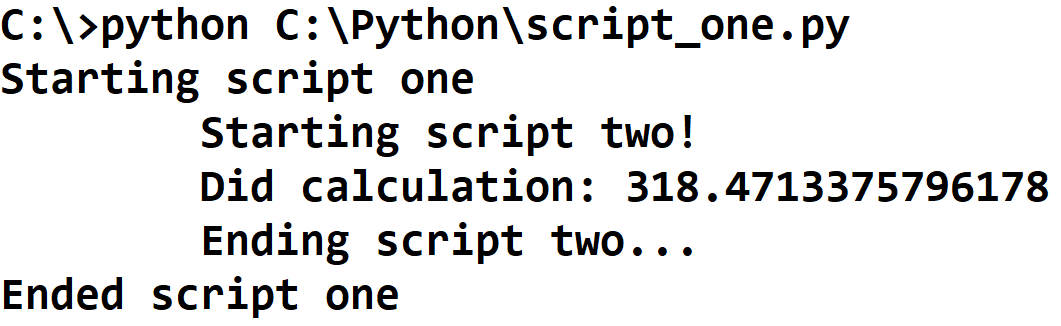 C:\>python C:\Python\script_one.py
Starting script one
        Starting script two!
        Did calculation: 318.4713375796178
        Ending script two...
Ended script one